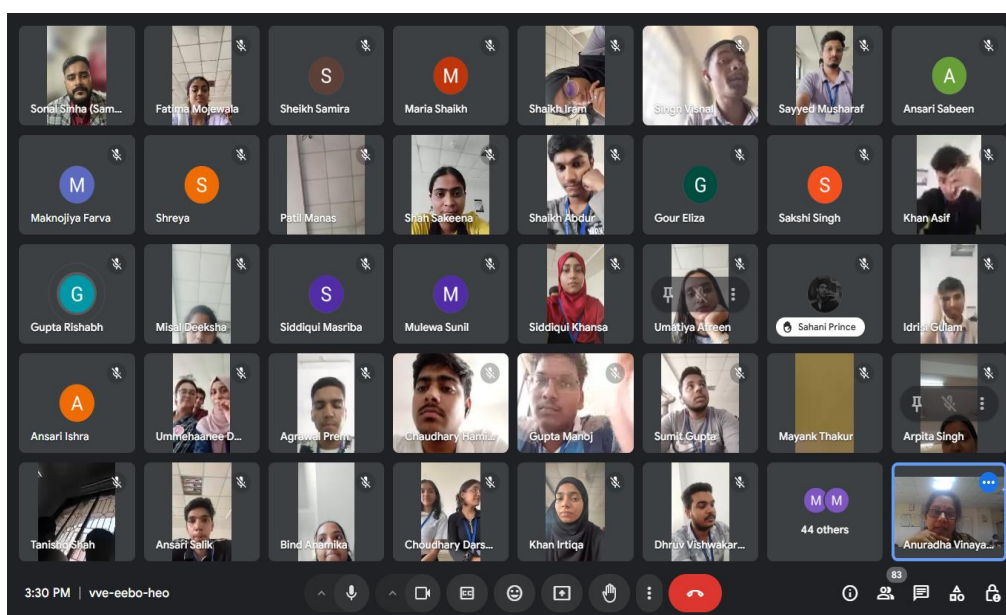 Sonal Sinha (Sam...
Fatima Mojewala
S
Sheikh Samira
M
Maria Shaikh
Shaikh Iram
Singh Vishal
Sayyed Musharaf
A
Ansari Sabeen
M
Maknojiya Farva
S
Shreya
Patil Manas
Shah Sakeena
Shaikh Abdur
G
Gour Eliza
S
Sakshi Singh
Khan Asif
G
Gupta Rishabh
Misal Deeksha
S
Siddiqui Masriba
M
Mulewa Sunil
Siddiqui Khansa
Umatiya Afreen
Sahani Prince
Idrisi Gulam
A
Ansari Ishra
Ummehaanee D...
Agrawal Prem
Chaudhary Hami...
Gupta Manoj
Sumit Gupta
Mayank Thakur
Arpita Singh
Tanishq Shah
Ansari Salik
Bind Anamika
Choudhary Dars...
Khan Irtiqa
Dhruv Vishwakar...
M M
44 others
Anuradha Vinaya...
3:30 PM | vve-eebo-heo
CC
83